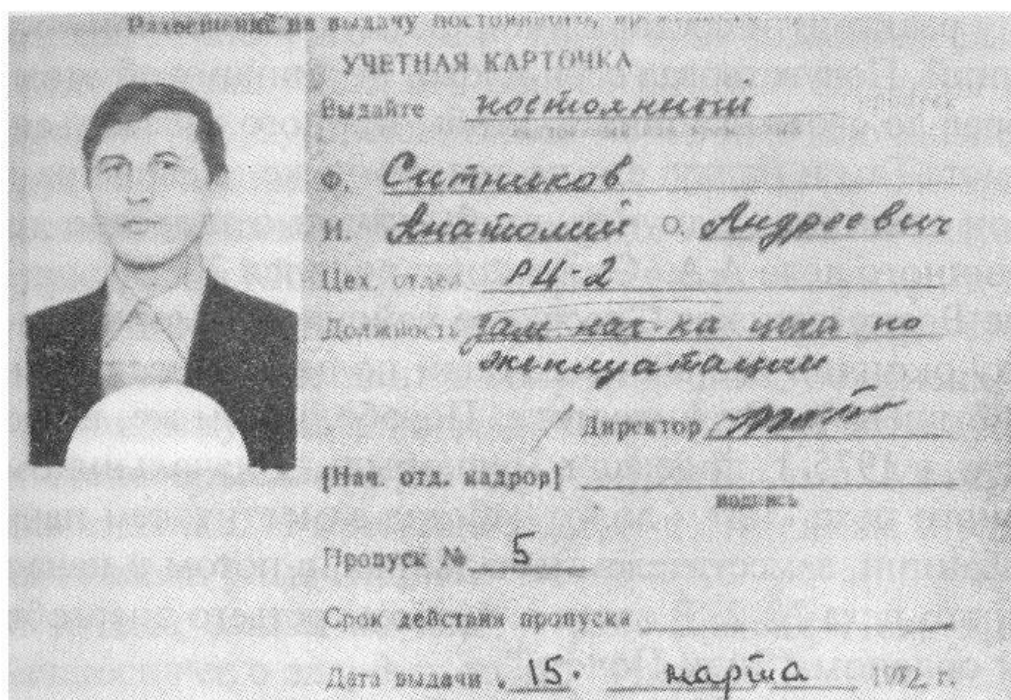 Разрешение на выдачу постоянного,
УЧЕТНАЯ КАРТОЧКА
Выдайте постоянный
Ф. Ситников
И. Анатолий О. Андреевич
Цех, отдел РЦ-2
Должность зам. нач-ка цеха по
эксплуатации
Директор
[Нач. отд. кадров]
подпись
Пропуск № 5
Срок действия пропуска
Дата выдачи 15. марта 1972 г.